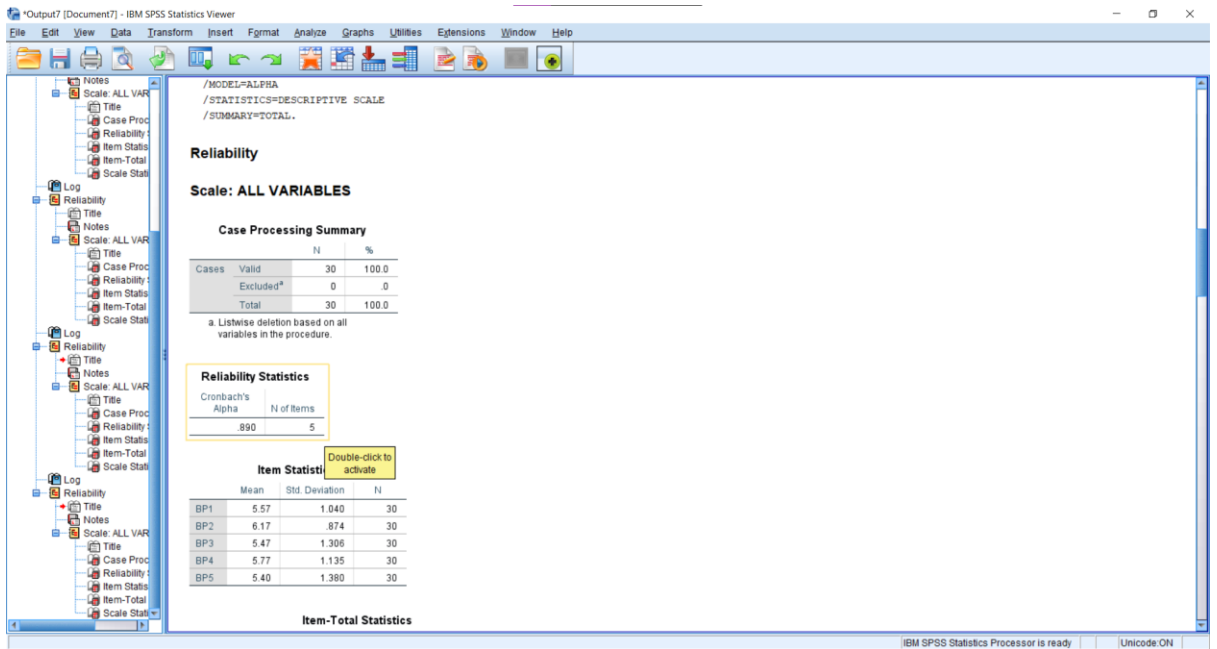 *Output7 [Document7] - IBM SPSS Statistics Viewer
File Edit View Data Transform Insert Format Analyze Graphs Utilities Extensions Window Help
Notes
Scale: ALL VAR
Title
Case Proc
Reliability
Item Statis
Item-Total
Scale Stati
Log
Reliability
Title
Notes
Scale: ALL VAR
Title
Case Proc
Reliability
Item Statis
Item-Total
Scale Stati
Log
Reliability
Title
Notes
Scale: ALL VAR
Title
Case Proc
Reliability
Item Statis
Item-Total
Scale Stati
Log
Reliability
Title
Notes
Scale: ALL VAR
Title
Case Proc
Reliability
Item Statis
Item-Total
Scale Stati
/MODEL=ALPHA
/STATISTICS=DESCRIPTIVE SCALE
/SUMMARY=TOTAL.
Reliability
Scale: ALL VARIABLES
Case Processing Summary
N %
Cases Valid 30 100.0
Excludedᵃ 0 .0
Total 30 100.0
a. Listwise deletion based on all
variables in the procedure.
Reliability Statistics
Cronbach's
Alpha N of Items
.890 5
Double-click to
activate
Item Statisti
Mean Std. Deviation N
BP1 5.57 1.040 30
BP2 6.17 .874 30
BP3 5.47 1.306 30
BP4 5.77 1.135 30
BP5 5.40 1.380 30
Item-Total Statistics
IBM SPSS Statistics Processor is ready Unicode:ON